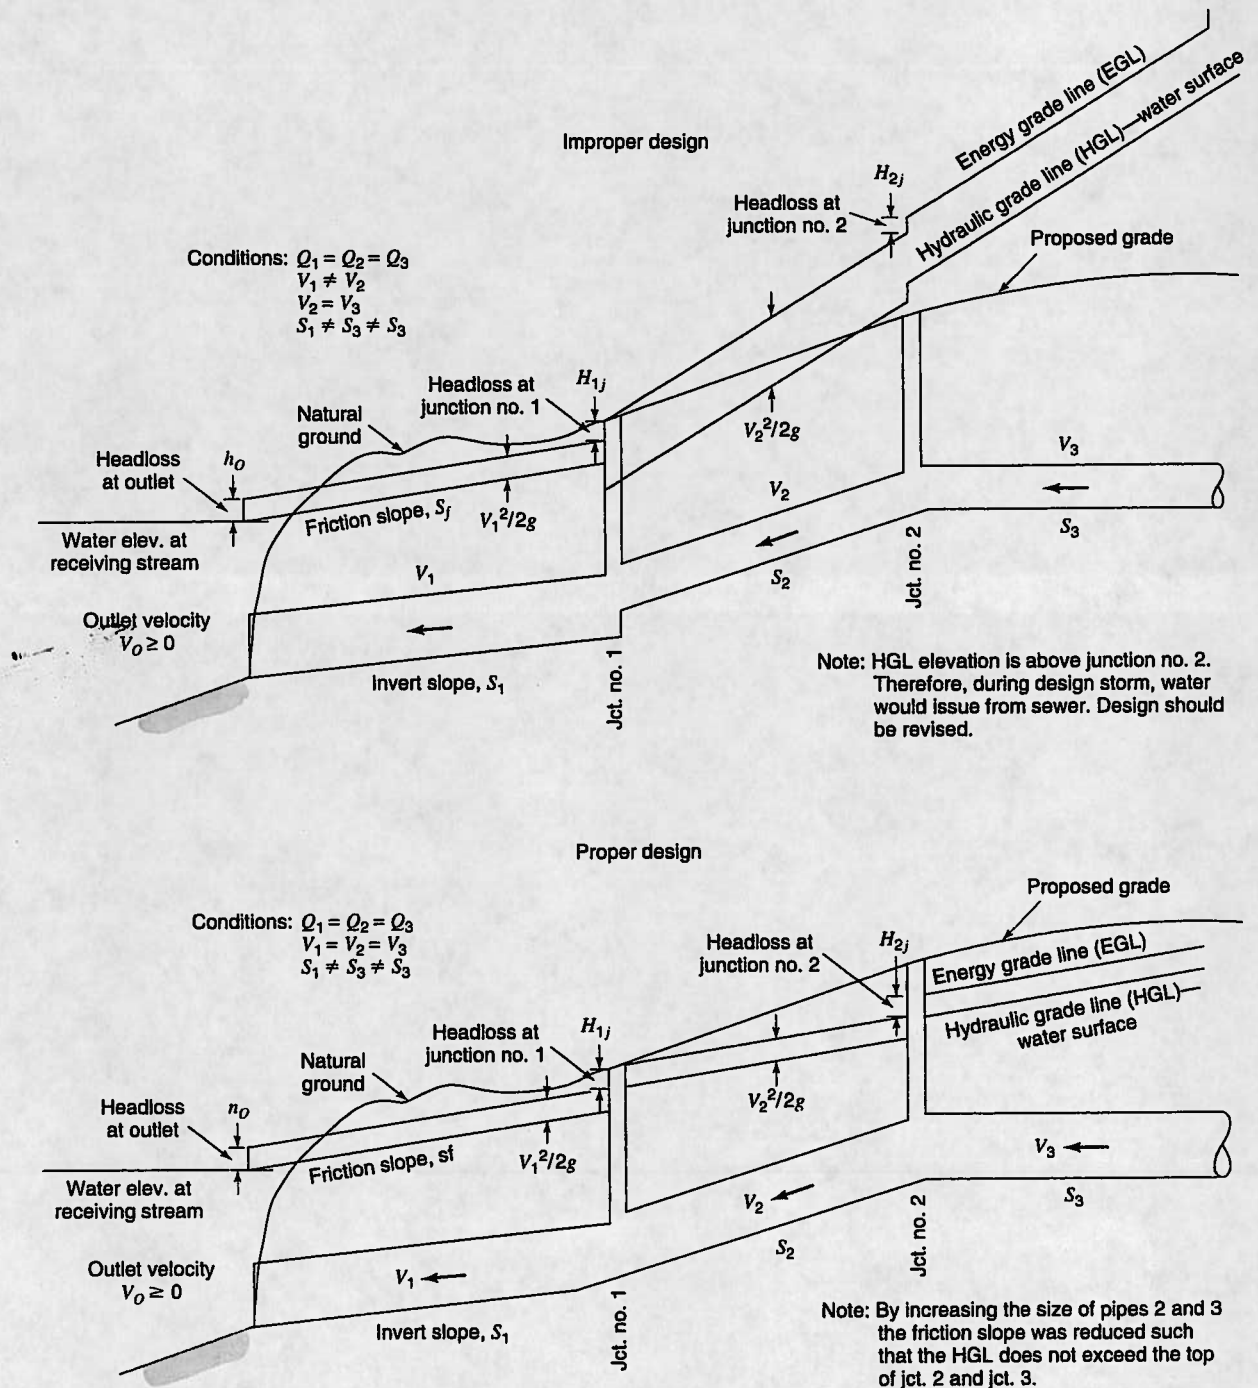 Improper design
Energy grade line (EGL)
Hydraulic grade line (HGL)—water surface
H2j
Headloss at
junction no. 2
Proposed grade
Conditions: Q1 = Q2 = Q3
V1 ≠ V2
V2 = V3
S1 ≠ S3 ≠ S3
Headloss at
junction no. 1
H1j
Natural
ground
Headloss
at outlet
hO
V2²/2g
V3
Friction slope, Sf
V1²/2g
V2
Water elev. at
receiving stream
S3
V1
S2
Jct. no. 2
Outlet velocity
VO ≥ 0
Invert slope, S1
Jct. no. 1
Note: HGL elevation is above junction no. 2.
Therefore, during design storm, water
would issue from sewer. Design should
be revised.
Proper design
Proposed grade
Conditions: Q1 = Q2 = Q3
V1 = V2 = V3
S1 ≠ S3 ≠ S3
Headloss at
junction no. 2
H2j
Energy grade line (EGL)
Hydraulic grade line (HGL)—
water surface
Headloss at
junction no. 1
H1j
Natural
ground
Headloss
at outlet
nO
V2²/2g
Friction slope, sf
V1²/2g
V3
Water elev. at
receiving stream
V2
S3
Jct. no. 2
S2
Outlet velocity
VO ≥ 0
V1
Invert slope, S1
Jct. no. 1
Note: By increasing the size of pipes 2 and 3
the friction slope was reduced such
that the HGL does not exceed the top
of jct. 2 and jct. 3.